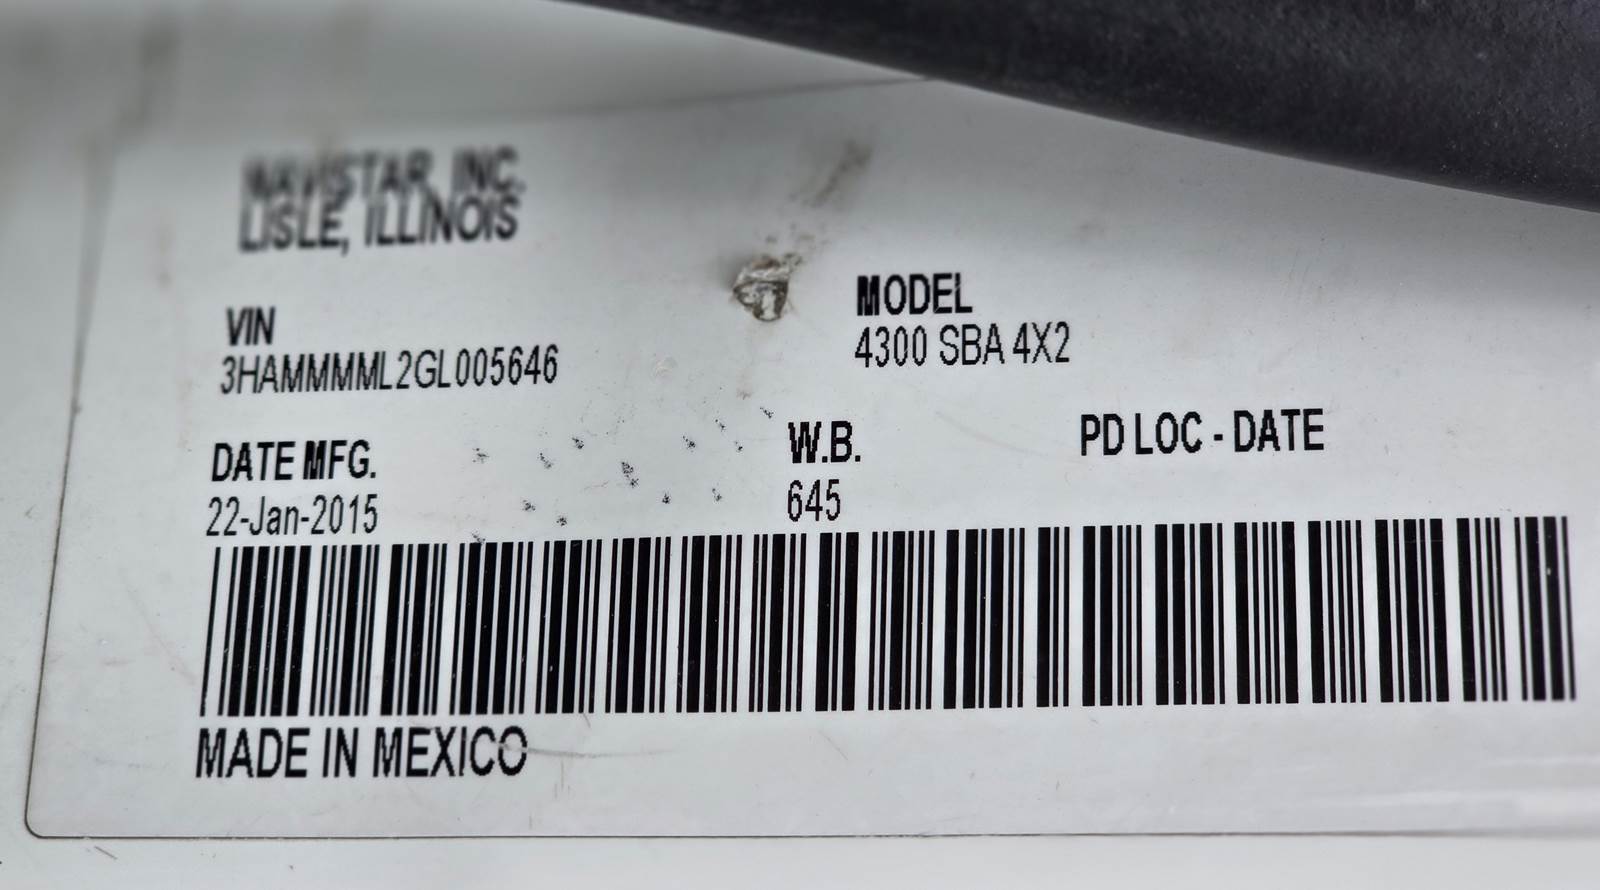 NAVISTAR, INC.
LISLE, ILLINOIS
VIN
3HAMMMML2GL005646
MODEL
4300 SBA 4X2
DATE MFG.
22-Jan-2015
W.B.
645
PD LOC - DATE
MADE IN MEXICO